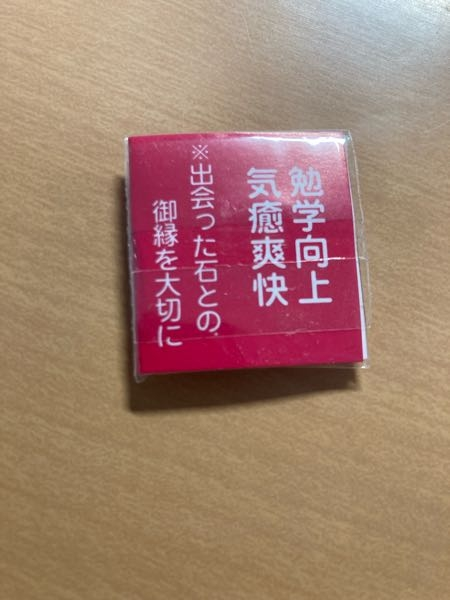 勉学向上
気癒爽快
※出会った石との
御縁を大切に